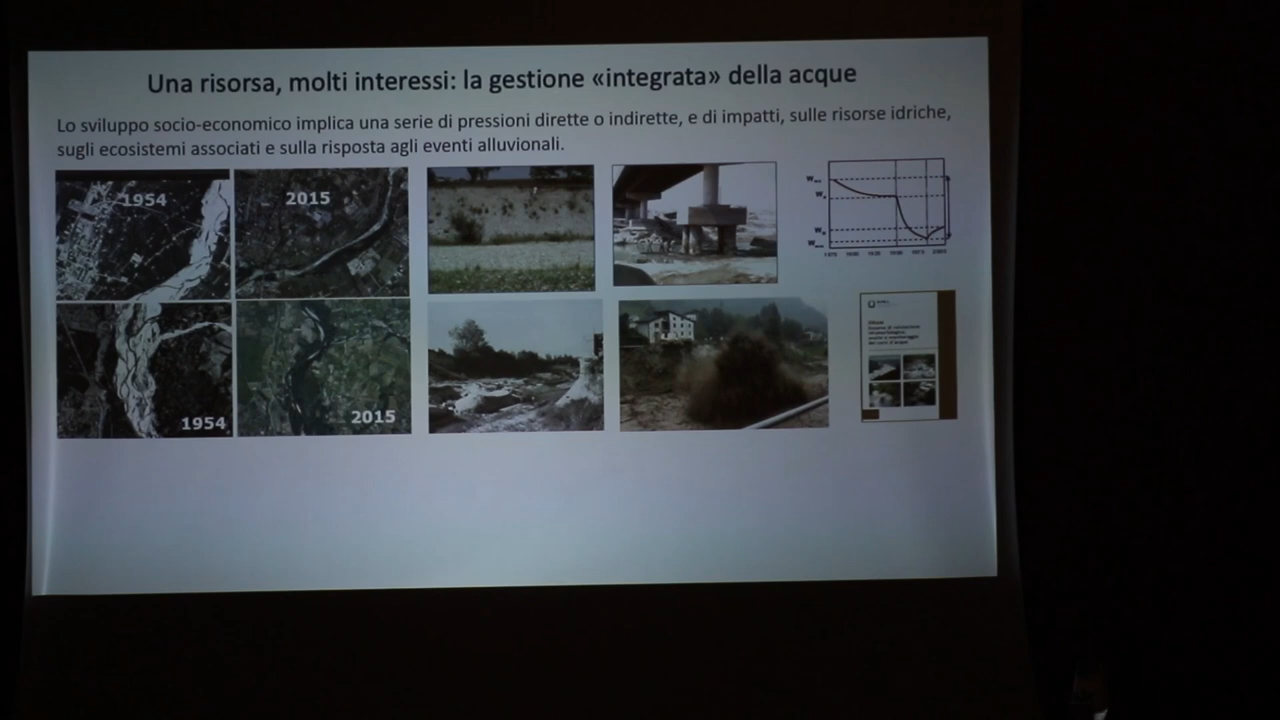 Una risorsa, molti interessi: la gestione «integrata» della acque
Lo sviluppo socio-economico implica una serie di pressioni dirette o indirette, e di impatti, sulle risorse idriche,
sugli ecosistemi associati e sulla risposta agli eventi alluvionali.
1954
2015
1954
2015